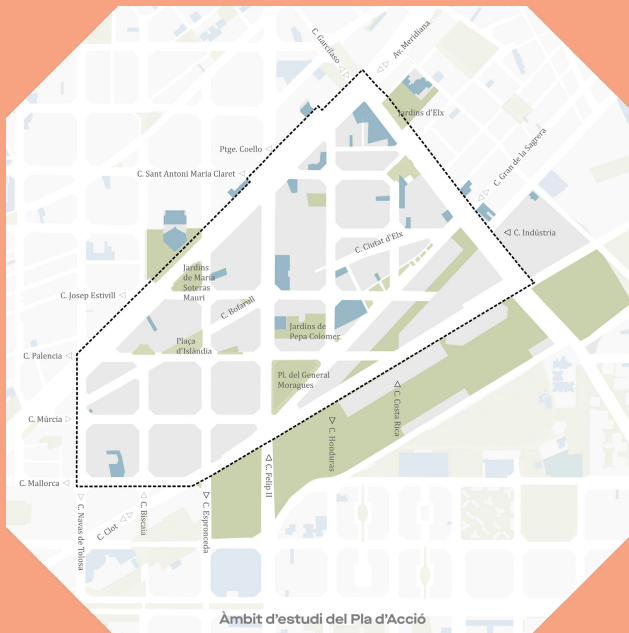 C. Garcilaso
Av. Meridiana
Jardins d'Elx
Ptge. Coello
C. Sant Antoni Maria Claret
C. Gran de la Sagrera
C. Indústria
C. Ciutat d'Elx
Jardins
de Maria
Soteras
Mauri
C. Josep Estivill
C. Bofarull
Jardins de
Pepa Colomer
Plaça
d'Islàndia
C. Palencia
Pl. del General
Moragues
C. Costa Rica
C. Múrcia
C. Honduras
C. Felip II
C. Mallorca
C. Navas de Tolosa
C. Clot
C. Biscaia
C. Espronceda
Àmbit d'estudi del Pla d'Acció